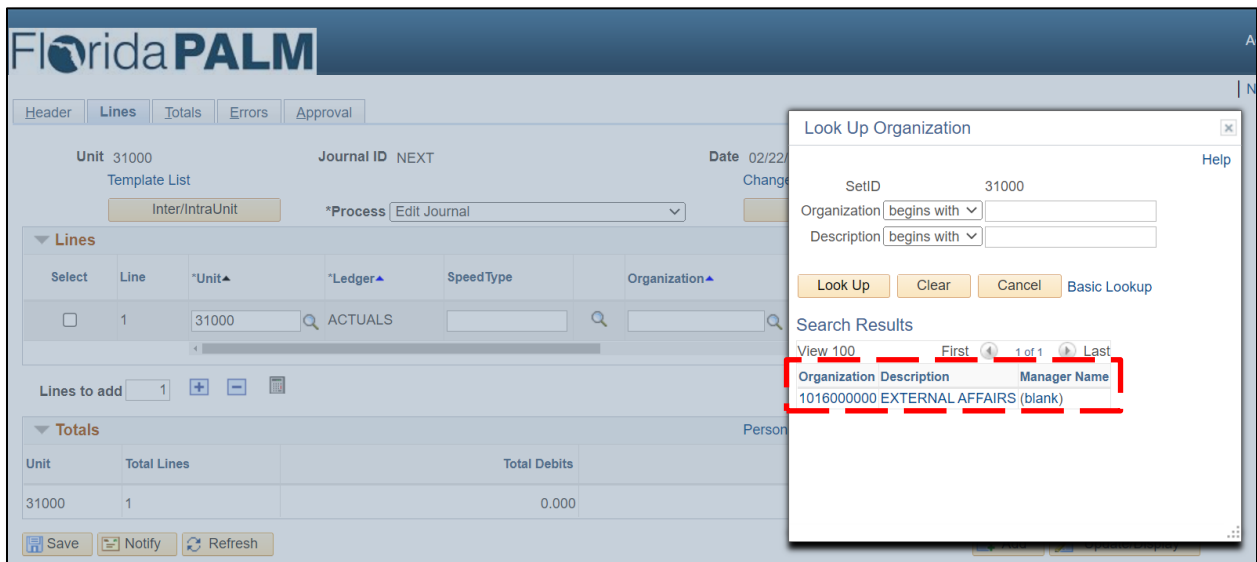 Florida PALM
Header Lines Totals Errors Approval
Unit 31000 Journal ID NEXT Date 02/22/
Template List Change
Inter/IntraUnit *Process Edit Journal
Lines
Select Line *Unit *Ledger SpeedType Organization
1 31000 ACTUALS
Lines to add 1
Totals Person
Unit Total Lines Total Debits
31000 1 0.000
Save Notify Refresh
Look Up Organization
Help
SetID 31000
Organization begins with
Description begins with
Look Up Clear Cancel Basic Lookup
Search Results
View 100 First 1 of 1 Last
Organization Description Manager Name
1016000000 EXTERNAL AFFAIRS (blank)